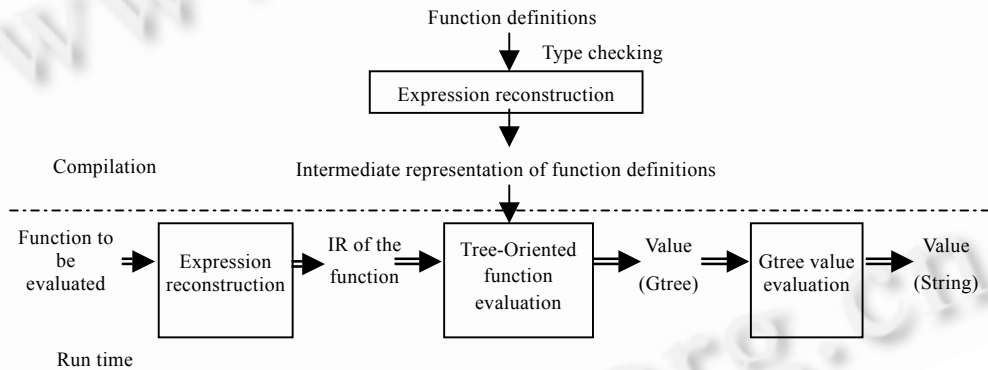 Function definitions
Type checking
Expression reconstruction
Compilation
Intermediate representation of function definitions
Function to
be
evaluated
Expression
reconstruction
IR of the
function
Tree-Oriented
function
evaluation
Value
(Gtree)
Gtree value
evaluation
Value
(String)
Run time